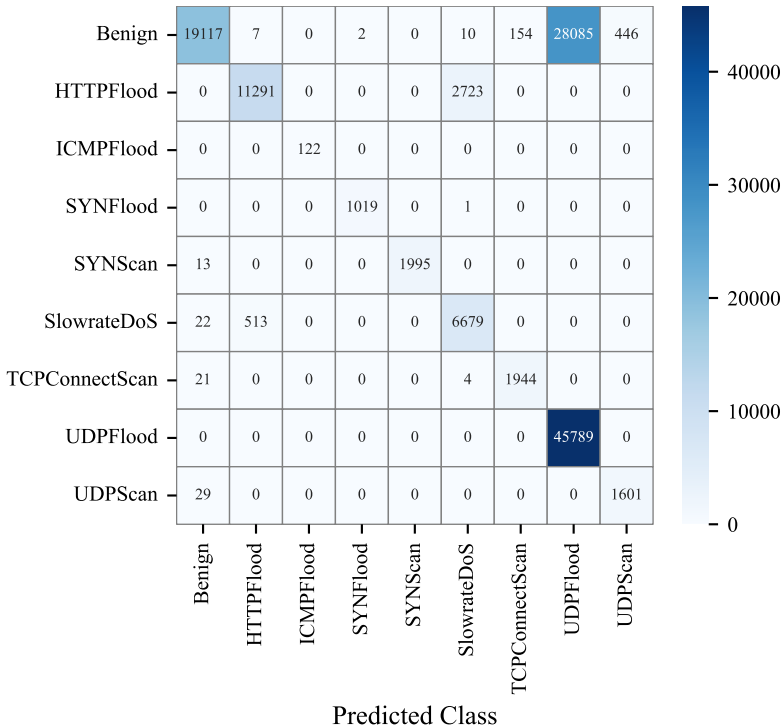 Benign 19117 7 0 2 0 10 154 28085 446
HTTPFlood 0 11291 0 0 0 2723 0 0 0
ICMPFlood 0 0 122 0 0 0 0 0 0
SYNFlood 0 0 0 1019 0 1 0 0 0
SYNScan 13 0 0 0 1995 0 0 0 0
SlowrateDoS 22 513 0 0 0 6679 0 0 0
TCPConnectScan 21 0 0 0 0 4 1944 0 0
UDPFlood 0 0 0 0 0 0 0 45789 0
UDPScan 29 0 0 0 0 0 0 0 1601
Benign
HTTPFlood
ICMPFlood
SYNFlood
SYNScan
SlowrateDoS
TCPConnectScan
UDPFlood
UDPScan
Predicted Class
40000
30000
20000
10000
0